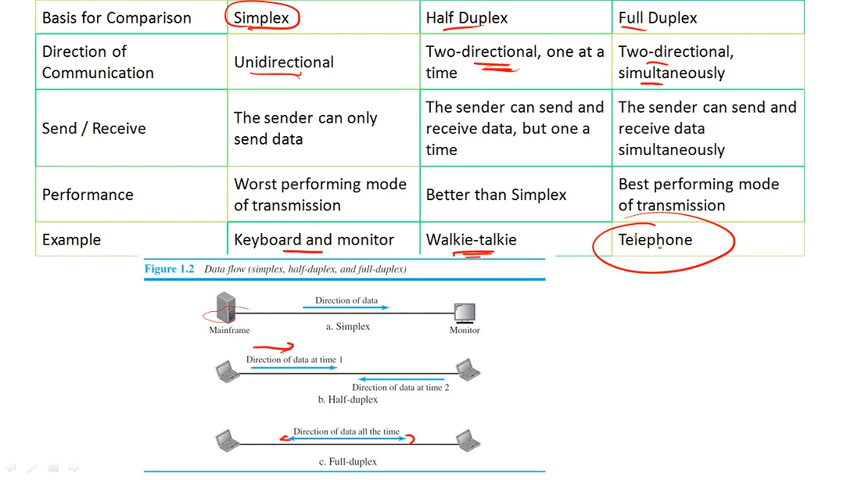 Basis for Comparison Simplex Half Duplex Full Duplex
Direction of Communication Unidirectional Two-directional, one at a time Two-directional, simultaneously
Send / Receive The sender can only send data The sender can send and receive data, but one a time The sender can send and receive data simultaneously
Performance Worst performing mode of transmission Better than Simplex Best performing mode of transmission
Example Keyboard and monitor Walkie-talkie Telephone
Figure 1.2 Data flow (simplex, half-duplex, and full-duplex)
Direction of data
Mainframe a. Simplex Monitor
Direction of data at time 1
Direction of data at time 2
b. Half-duplex
Direction of data all the time
c. Full-duplex